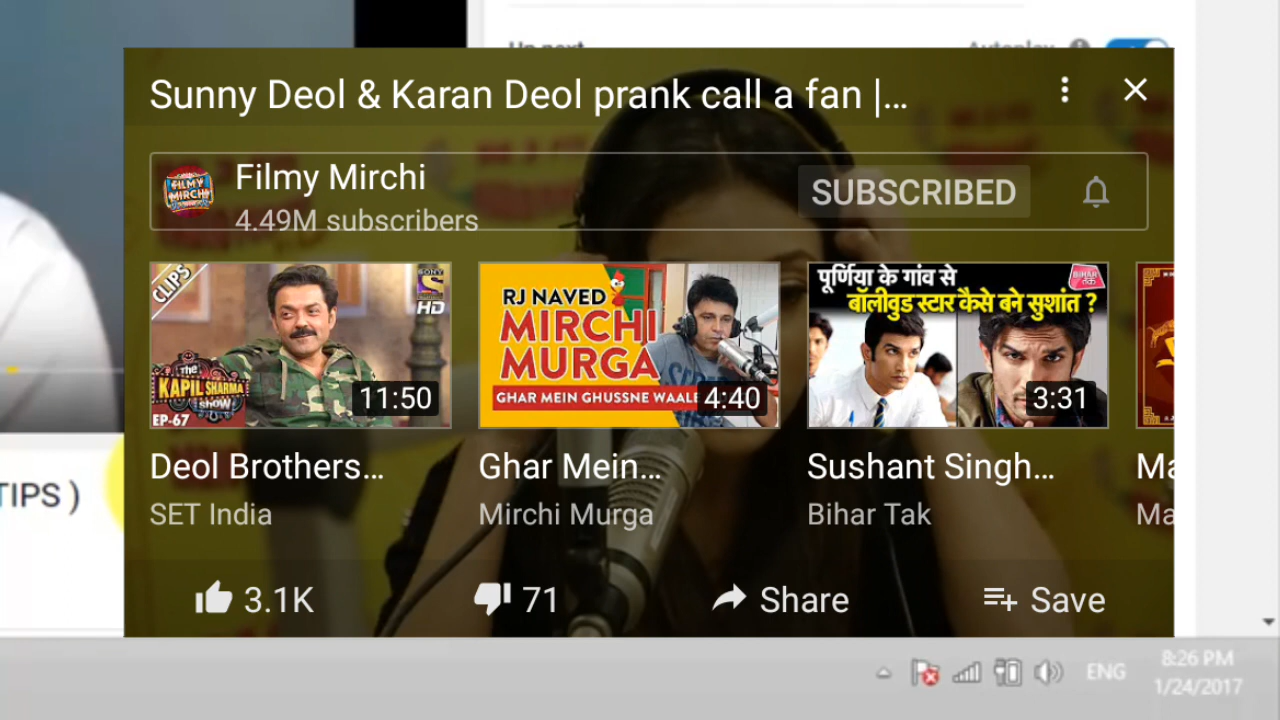 Up next
Autoplay
Sunny Deol & Karan Deol prank call a fan |...
FILMY
MIRCHI
Filmy Mirchi
4.49M subscribers
SUBSCRIBED
CLIPS
SONY
HD
The
KAPIL SHARMA
Show
EP-67
11:50
RJ NAVED
MIRCHI
MURGA
GHAR MEIN GHUSSNE WAALE
4:40
पूर्णिया के गांव से
बॉलीवुड स्टार कैसे बने सुशांत ?
BIHAR
तक
3:31
Deol Brothers...
Ghar Mein...
Sushant Singh...
Ma
SET India
Mirchi Murga
Bihar Tak
Ma
TIPS )
3.1K
71
Share
Save
ENG
8:26 PM
1/24/2017